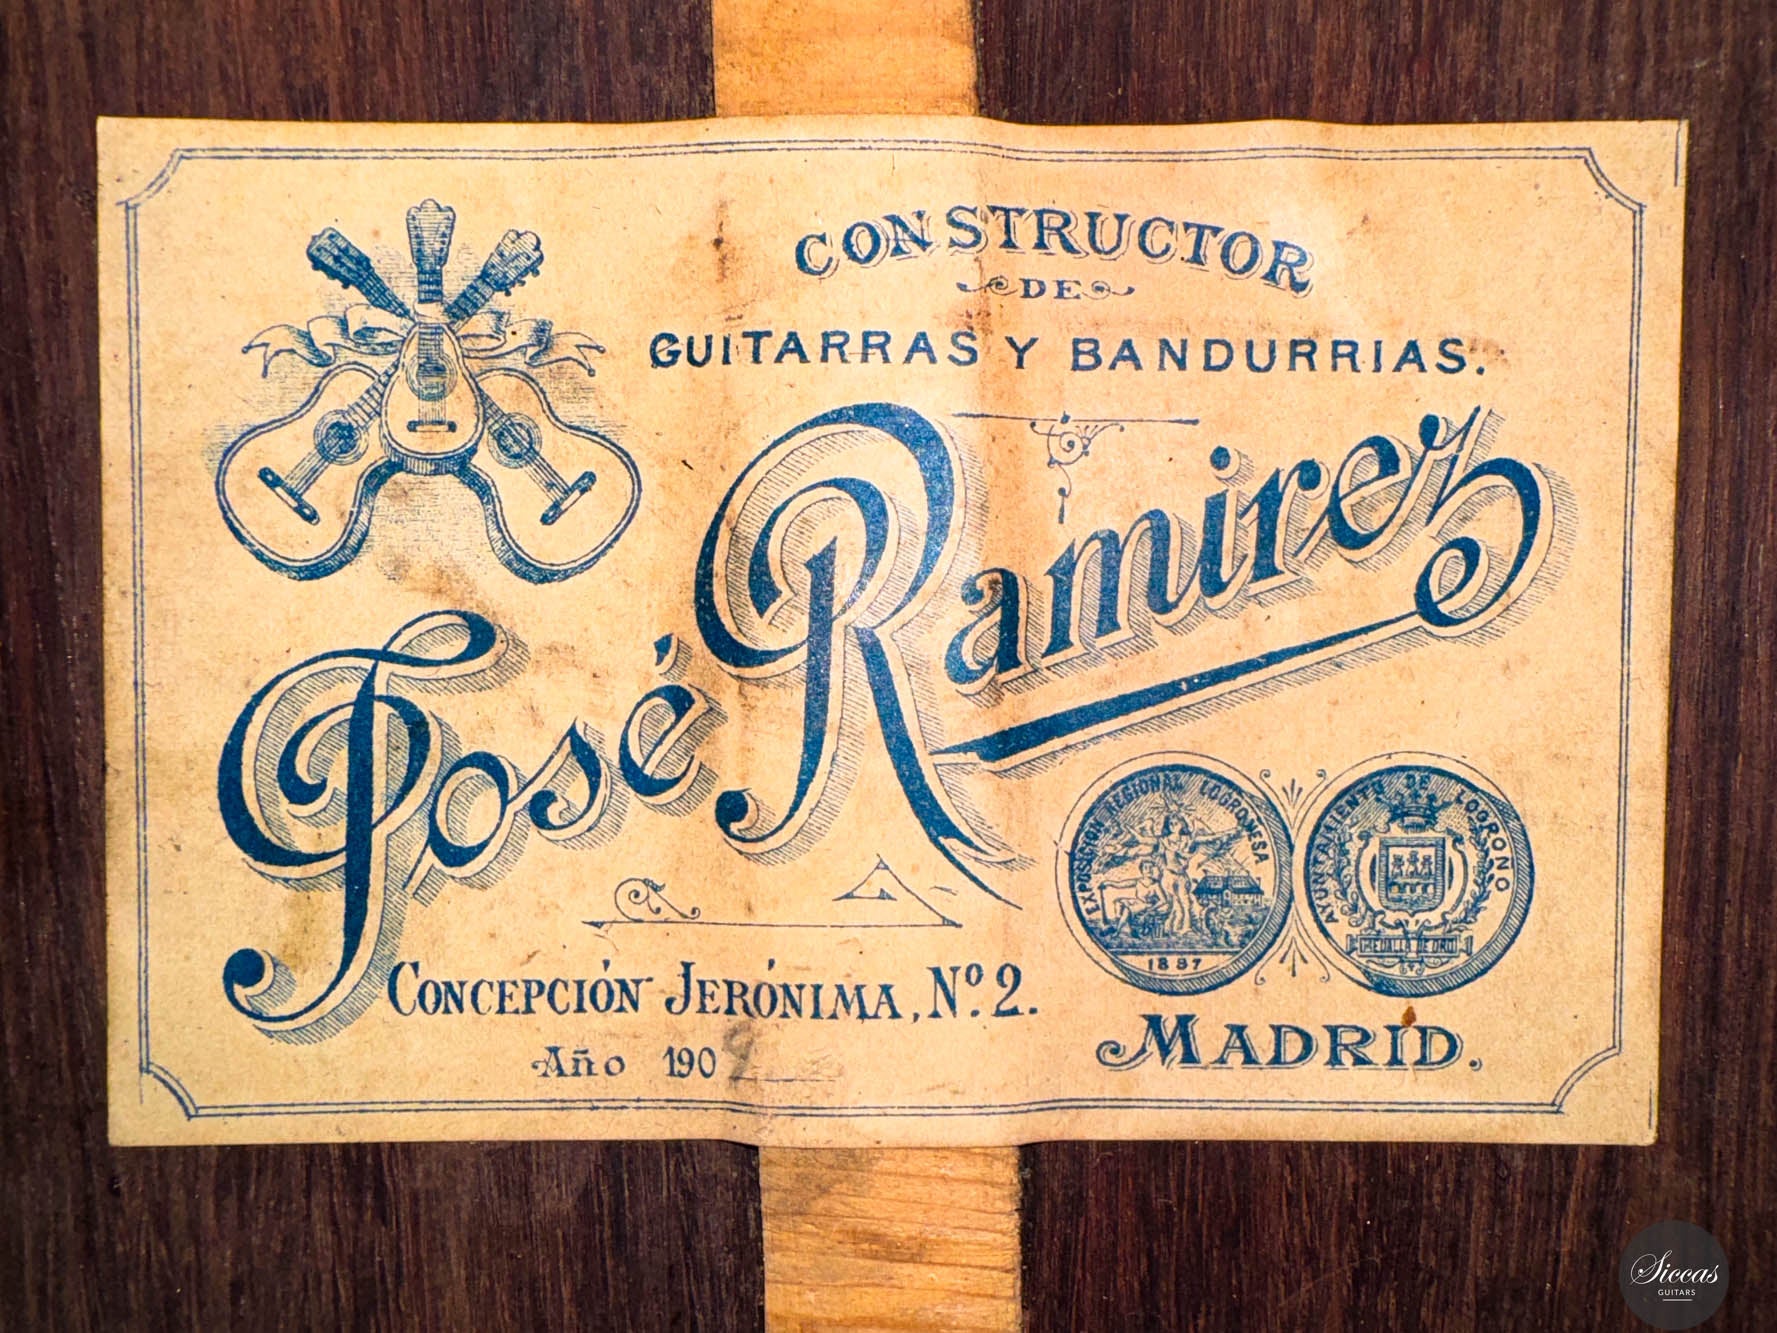 CONSTRUCTOR
DE
GUITARRAS Y BANDURRIAS.
José Ramirez
EXPOSICION REGIONAL LOGROÑESA
1897
AYUNTAMIENTO DE LOGROÑO
MEDALLA DE ORO
CONCEPCIÓN JERÓNIMA, Nº. 2.
MADRID.
Año 190
Siccas
GUITARS